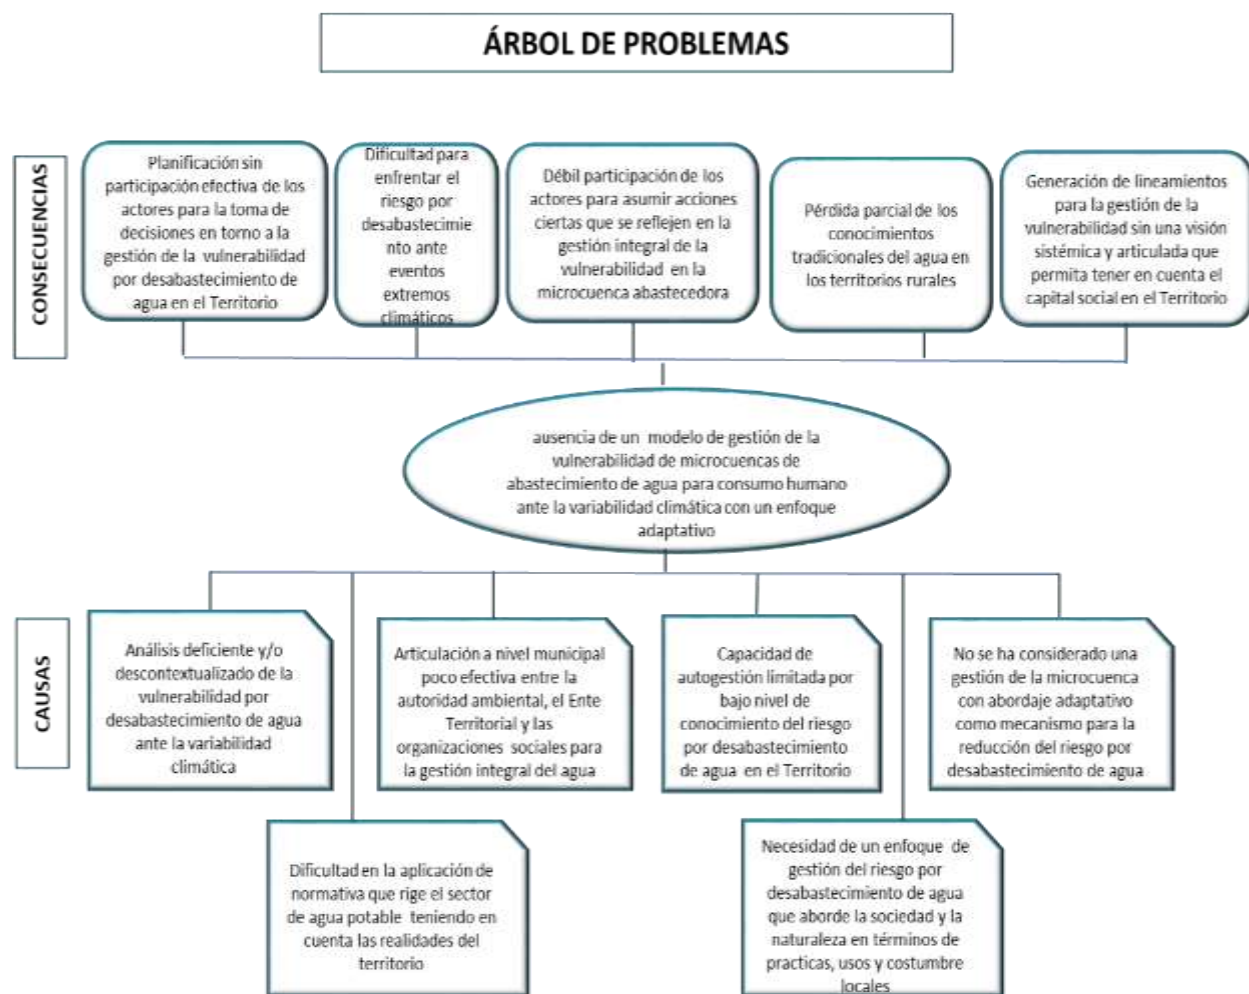 ÁRBOL DE PROBLEMAS
CONSECUENCIAS
Planificación sin
participación efectiva de los
actores para la toma de
decisiones en torno a la
gestión de la vulnerabilidad
por desabastecimiento de
agua en el Territorio
Dificultad para
enfrentar el
riesgo por
desabastecimie
nto ante
eventos
extremos
climáticos
Débil participación de los
actores para asumir acciones
ciertas que se reflejen en la
gestión integral de la
vulnerabilidad en la
microcuenca abastecedora
Pérdida parcial de los
conocimientos
tradicionales del agua en
los territorios rurales
Generación de lineamientos
para la gestión de la
vulnerabilidad sin una visión
sistémica y articulada que
permita tener en cuenta el
capital social en el Territorio
ausencia de un modelo de gestión de la
vulnerabilidad de microcuencas de
abastecimiento de agua para consumo humano
ante la variabilidad climática con un enfoque
adaptativo
CAUSAS
Análisis deficiente y/o
descontextualizado de la
vulnerabilidad por
desabastecimiento de agua
ante la variabilidad
climática
Articulación a nivel municipal
poco efectiva entre la
autoridad ambiental, el Ente
Territorial y las
organizaciones sociales para
la gestión integral del agua
Capacidad de
autogestión limitada por
bajo nivel de
conocimiento del riesgo
por desabastecimiento
de agua en el Territorio
No se ha considerado una
gestión de la microcuenca
con abordaje adaptativo
como mecanismo para la
reducción del riesgo por
desabastecimiento de agua
Dificultad en la aplicación de
normativa que rige el sector
de agua potable teniendo en
cuenta las realidades del
territorio
Necesidad de un enfoque de
gestión del riesgo por
desabastecimiento de agua
que aborde la sociedad y la
naturaleza en términos de
practicas, usos y costumbre
locales